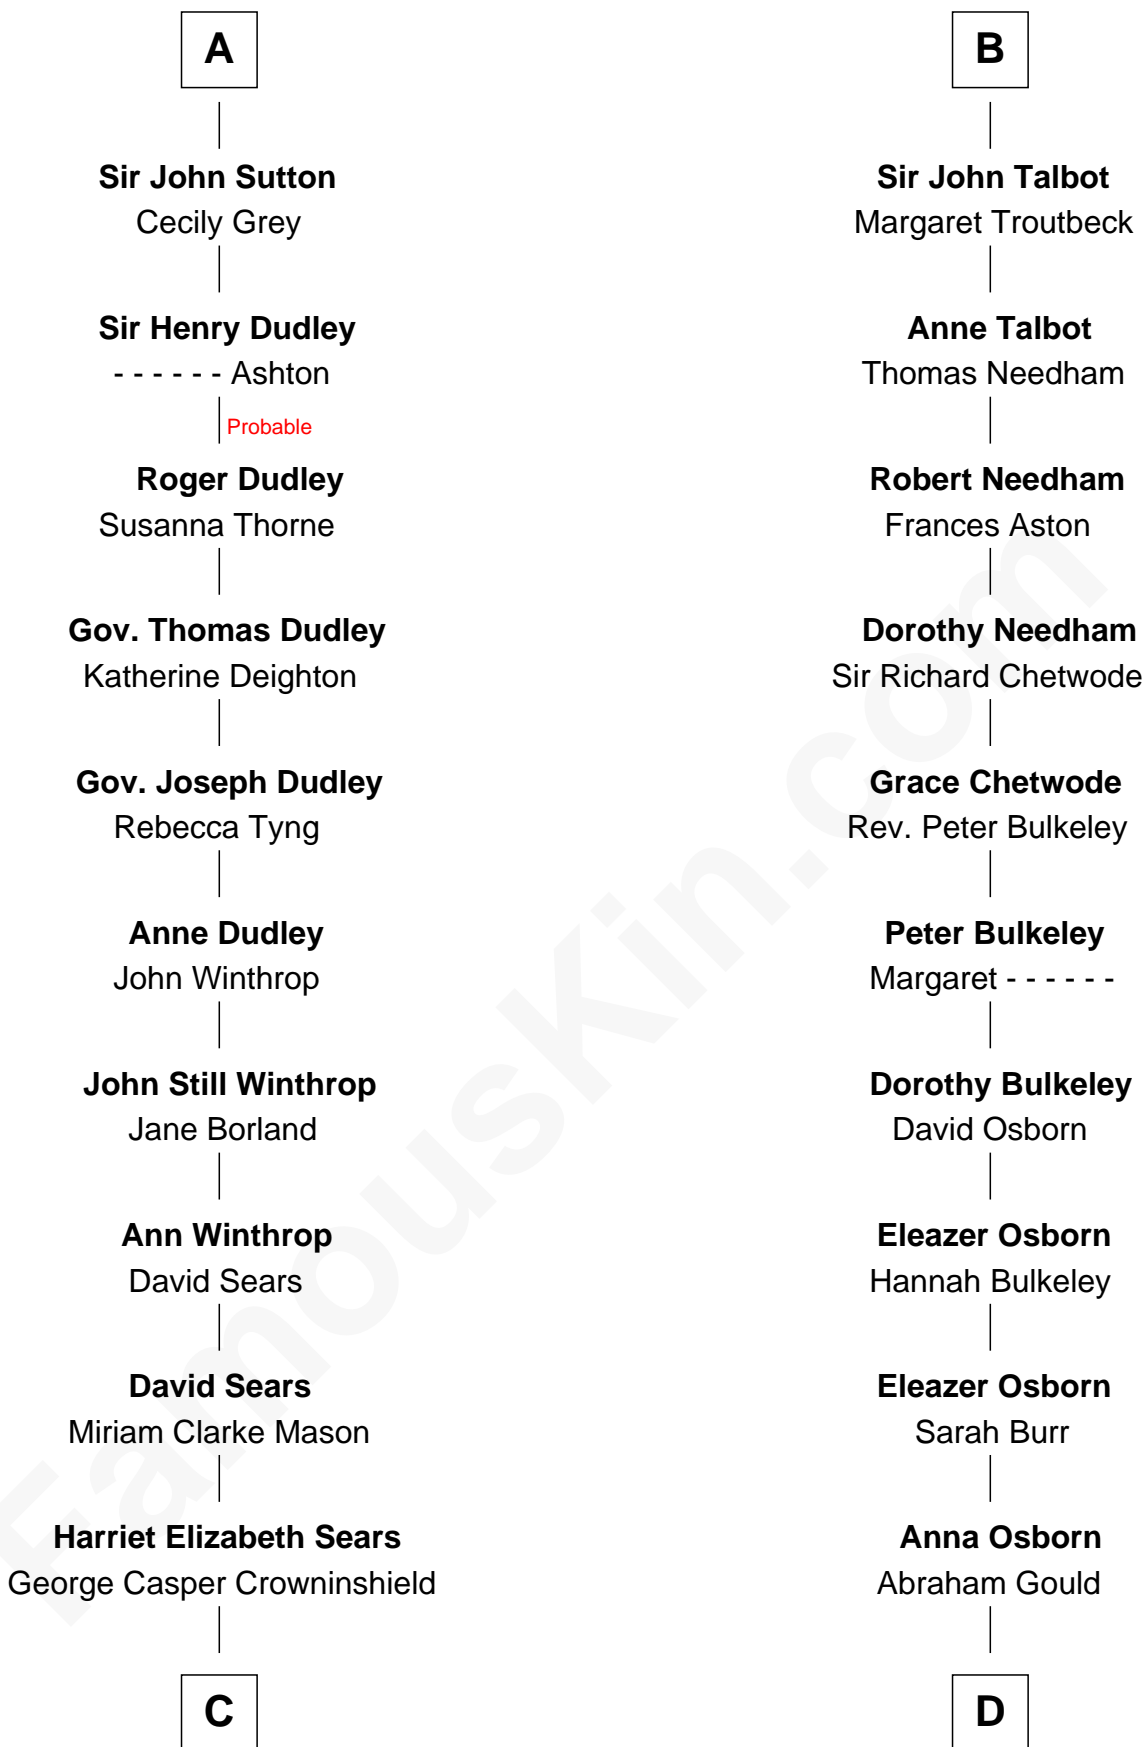 A
Sir John Sutton
Cecily Grey
Sir Henry Dudley
- - - - - - Ashton
Probable
Roger Dudley
Susanna Thorne
Gov. Thomas Dudley
Katherine Deighton
Gov. Joseph Dudley
Rebecca Tyng
Anne Dudley
John Winthrop
John Still Winthrop
Jane Borland
Ann Winthrop
David Sears
David Sears
Miriam Clarke Mason
Harriet Elizabeth Sears
George Casper Crowninshield
C
B
Sir John Talbot
Margaret Troutbeck
Anne Talbot
Thomas Needham
Robert Needham
Frances Aston
Dorothy Needham
Sir Richard Chetwode
Grace Chetwode
Rev. Peter Bulkeley
Peter Bulkeley
Margaret - - - - - -
Dorothy Bulkeley
David Osborn
Eleazer Osborn
Hannah Bulkeley
Eleazer Osborn
Sarah Burr
Anna Osborn
Abraham Gould
D
FamousKin.com